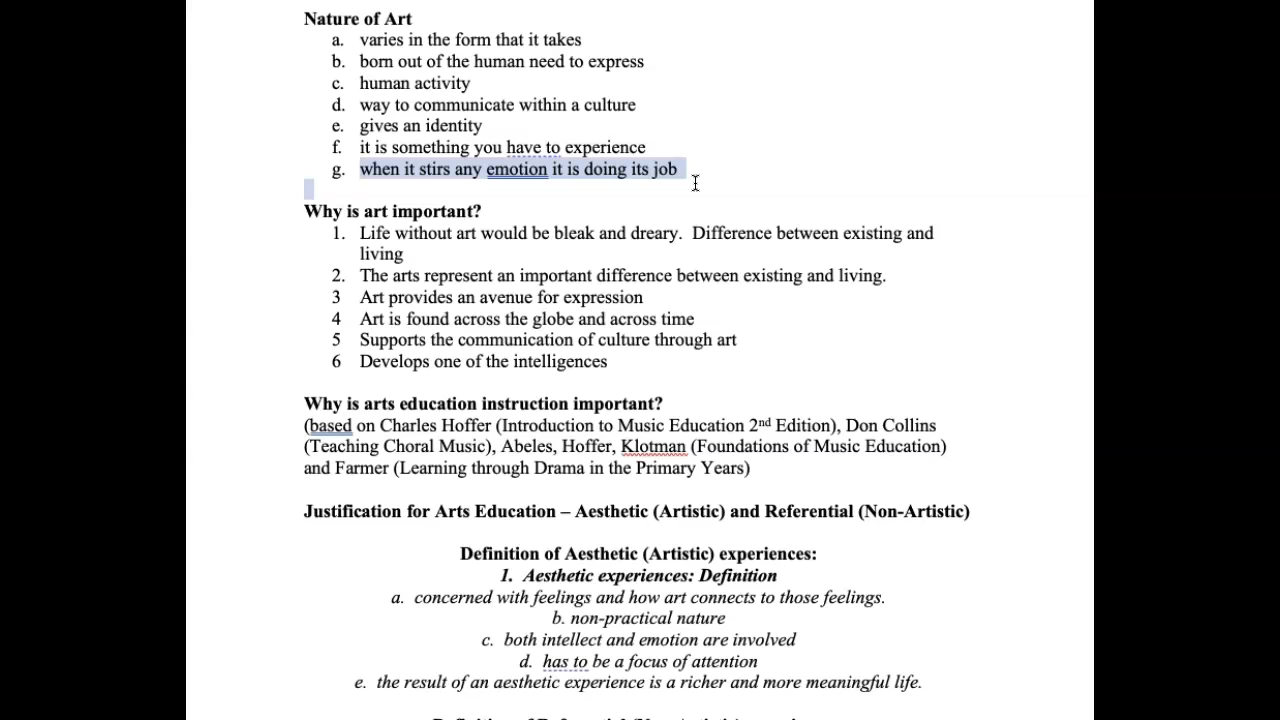 Nature of Art
a. varies in the form that it takes
b. born out of the human need to express
c. human activity
d. way to communicate within a culture
e. gives an identity
f. it is something you have to experience
g. when it stirs any emotion it is doing its job
Why is art important?
1. Life without art would be bleak and dreary. Difference between existing and
living
2. The arts represent an important difference between existing and living.
3 Art provides an avenue for expression
4 Art is found across the globe and across time
5 Supports the communication of culture through art
6 Develops one of the intelligences
Why is arts education instruction important?
(based on Charles Hoffer (Introduction to Music Education 2nd Edition), Don Collins
(Teaching Choral Music), Abeles, Hoffer, Klotman (Foundations of Music Education)
and Farmer (Learning through Drama in the Primary Years)
Justification for Arts Education – Aesthetic (Artistic) and Referential (Non-Artistic)
Definition of Aesthetic (Artistic) experiences:
1. Aesthetic experiences: Definition
a. concerned with feelings and how art connects to those feelings.
b. non-practical nature
c. both intellect and emotion are involved
d. has to be a focus of attention
e. the result of an aesthetic experience is a richer and more meaningful life.